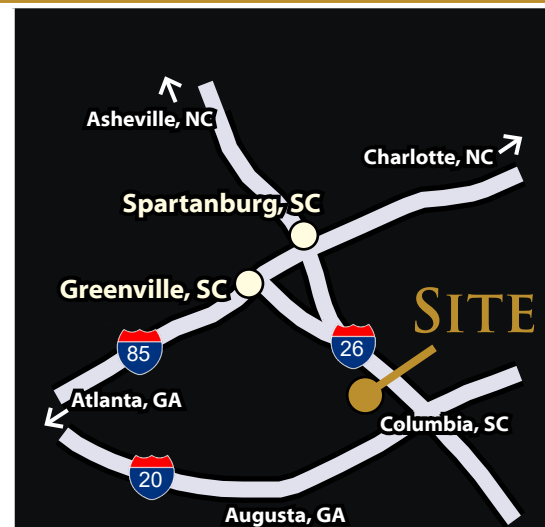 Asheville, NC
Charlotte, NC
Spartanburg, SC
Greenville, SC
SITE
85
26
Atlanta, GA
Columbia, SC
20
Augusta, GA